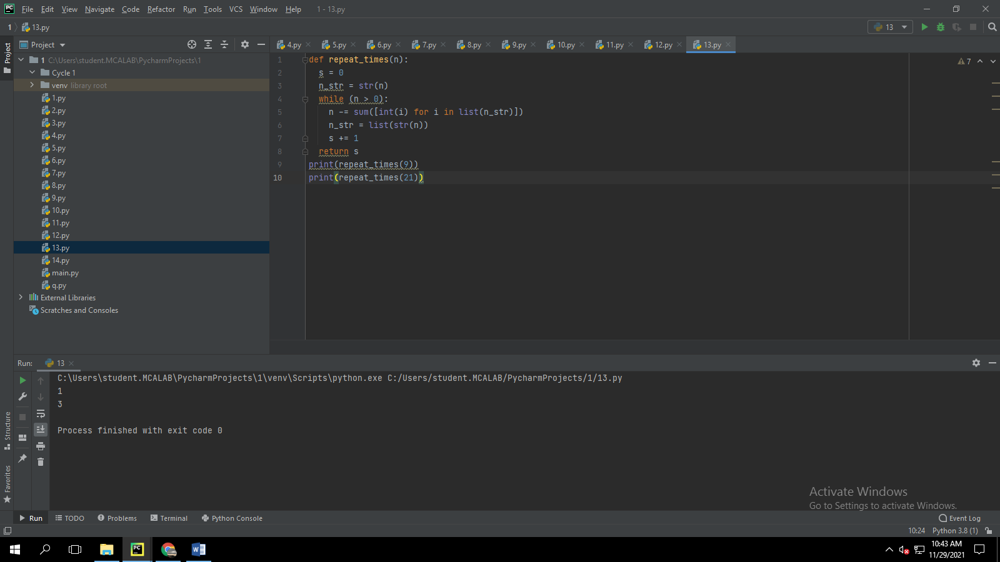 PC File Edit View Navigate Code Refactor Run Tools VCS Window Help 1 - 13.py
1 13.py 13
Project Project 4.py 5.py 6.py 7.py 8.py 9.py 10.py 11.py 12.py 13.py
1 C:\Users\student.MCALAB\PycharmProjects\1
Cycle 1
venv library root
1.py
2.py
3.py
4.py
5.py
6.py
7.py
8.py
9.py
10.py
11.py
12.py
13.py
14.py
main.py
q.py
External Libraries
Scratches and Consoles
1 def repeat_times(n): 7
2 s = 0
3 n_str = str(n)
4 while (n > 0):
5 n -= sum([int(i) for i in list(n_str)])
6 n_str = list(str(n))
7 s += 1
8 return s
9 print(repeat_times(9))
10 print(repeat_times(21))
Run: 13
C:\Users\student.MCALAB\PycharmProjects\1\venv\Scripts\python.exe C:/Users/student.MCALAB/PycharmProjects/1/13.py
1
3
Process finished with exit code 0
Structure
Favorites
Activate Windows
Go to Settings to activate Windows.
Run TODO Problems Terminal Python Console Event Log
10:24 Python 3.8 (1)
PC W 10:43 AM
11/29/2021